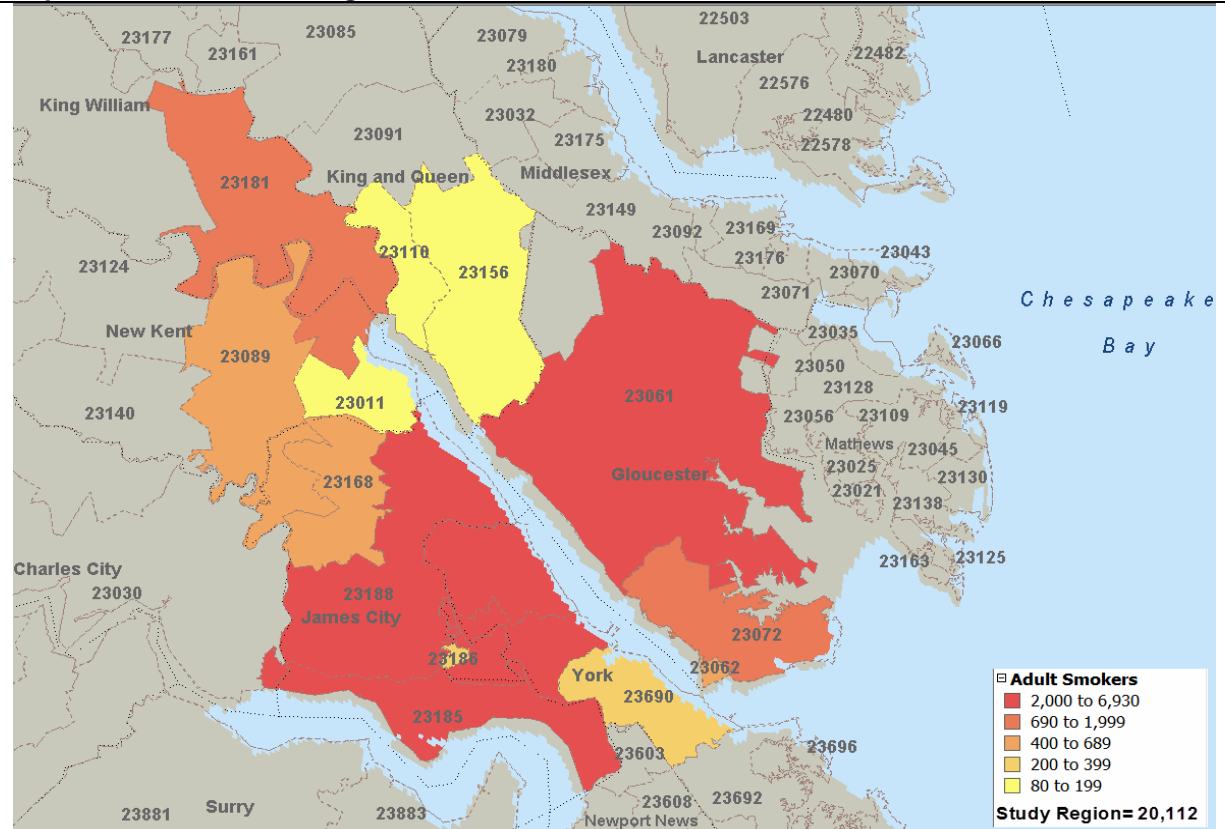 23177
23161
23085
23079
23180
22503
Lancaster
22576
22482
22480
22578
King William
23091
23032
23175
23181
King and Queen
Middlesex
23149
23092
23169
23176
23043
23070
23071
23124
23110
23156
Chesapeake
Bay
New Kent
23089
23035
23066
23050
23128
23061
23011
23140
23056
23109
23119
Mathews
23045
23025
23130
23168
Gloucester
23021
23138
23163
23125
Charles City
23030
23188
James City
23072
23186
23062
York
23690
23185
23603
23696
Surry
23881
23883
23608
23692
Newport News
Adult Smokers
2,000 to 6,930
690 to 1,999
400 to 689
200 to 399
80 to 199
Study Region= 20,112